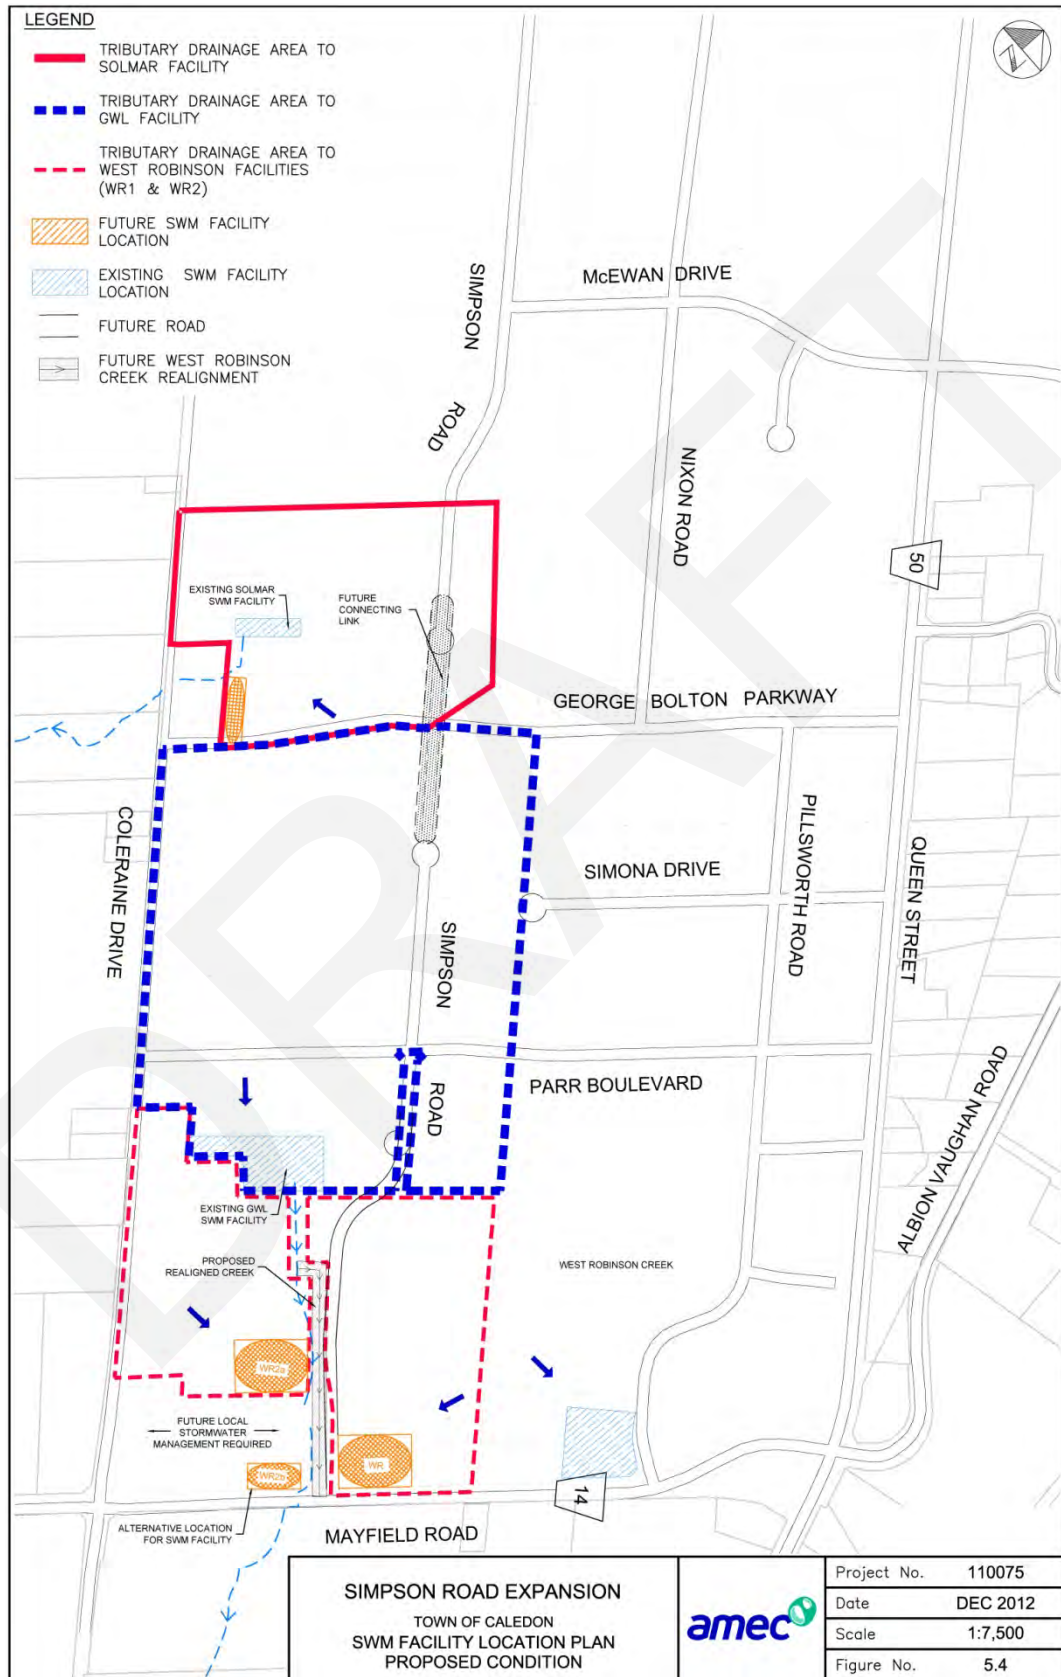 LEGEND
TRIBUTARY DRAINAGE AREA TO
SOLMAR FACILITY
TRIBUTARY DRAINAGE AREA TO
GWL FACILITY
TRIBUTARY DRAINAGE AREA TO
WEST ROBINSON FACILITIES
(WR1 & WR2)
FUTURE SWM FACILITY
LOCATION
EXISTING SWM FACILITY
LOCATION
FUTURE ROAD
FUTURE WEST ROBINSON
CREEK REALIGNMENT
N
DRAFT
McEWAN DRIVE
SIMPSON
ROAD
NIXON ROAD
50
EXISTING SOLMAR
SWM FACILITY
FUTURE
CONNECTING
LINK
GEORGE BOLTON PARKWAY
COLERAINE DRIVE
SIMONA DRIVE
PILLSWORTH ROAD
QUEEN STREET
SIMPSON
ROAD
PARR BOULEVARD
ALBION VAUGHAN ROAD
EXISTING GWL
SWM FACILITY
PROPOSED
REALIGNED CREEK
WEST ROBINSON CREEK
WR2a
FUTURE LOCAL
STORMWATER
MANAGEMENT REQUIRED
WR2b
WR
14
ALTERNATIVE LOCATION
FOR SWM FACILITY
MAYFIELD ROAD
SIMPSON ROAD EXPANSION
TOWN OF CALEDON
SWM FACILITY LOCATION PLAN
PROPOSED CONDITION
amec
Project No. 110075
Date DEC 2012
Scale 1:7,500
Figure No. 5.4